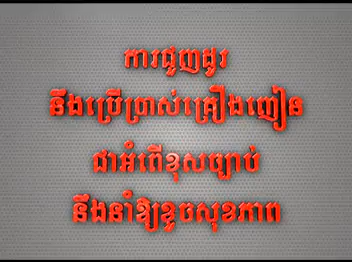 ការជួញដូរ
នឹងប្រើប្រាស់គ្រឿងញៀន
ជាអំពើខុសច្បាប់
នឹងនាំឱ្យខូចសុខភាព